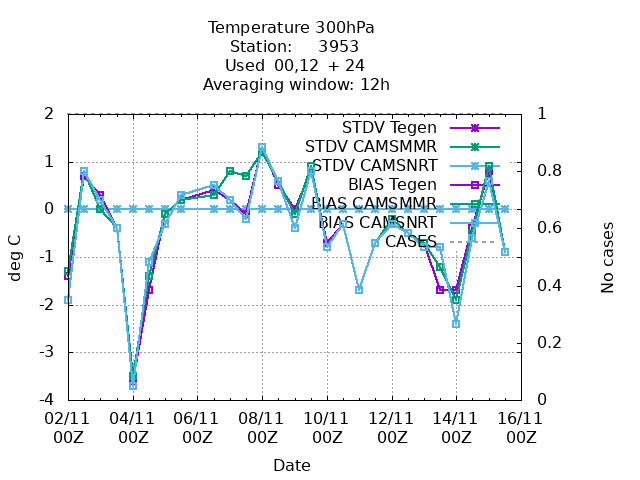 Temperature 300hPa
Station: 3953
Used 00,12 + 24
Averaging window: 12h
2
1
0
-1
-2
-3
-4
deg C
1
0.8
0.6
0.4
0.2
0
No cases
STDV Tegen
STDV CAMSMMR
STDV CAMSNRT
BIAS Tegen
BIAS CAMSMMR
BIAS CAMSNRT
CASES
02/11 04/11 06/11 08/11 10/11 12/11 14/11 16/11
00Z 00Z 00Z 00Z 00Z 00Z 00Z 00Z
Date